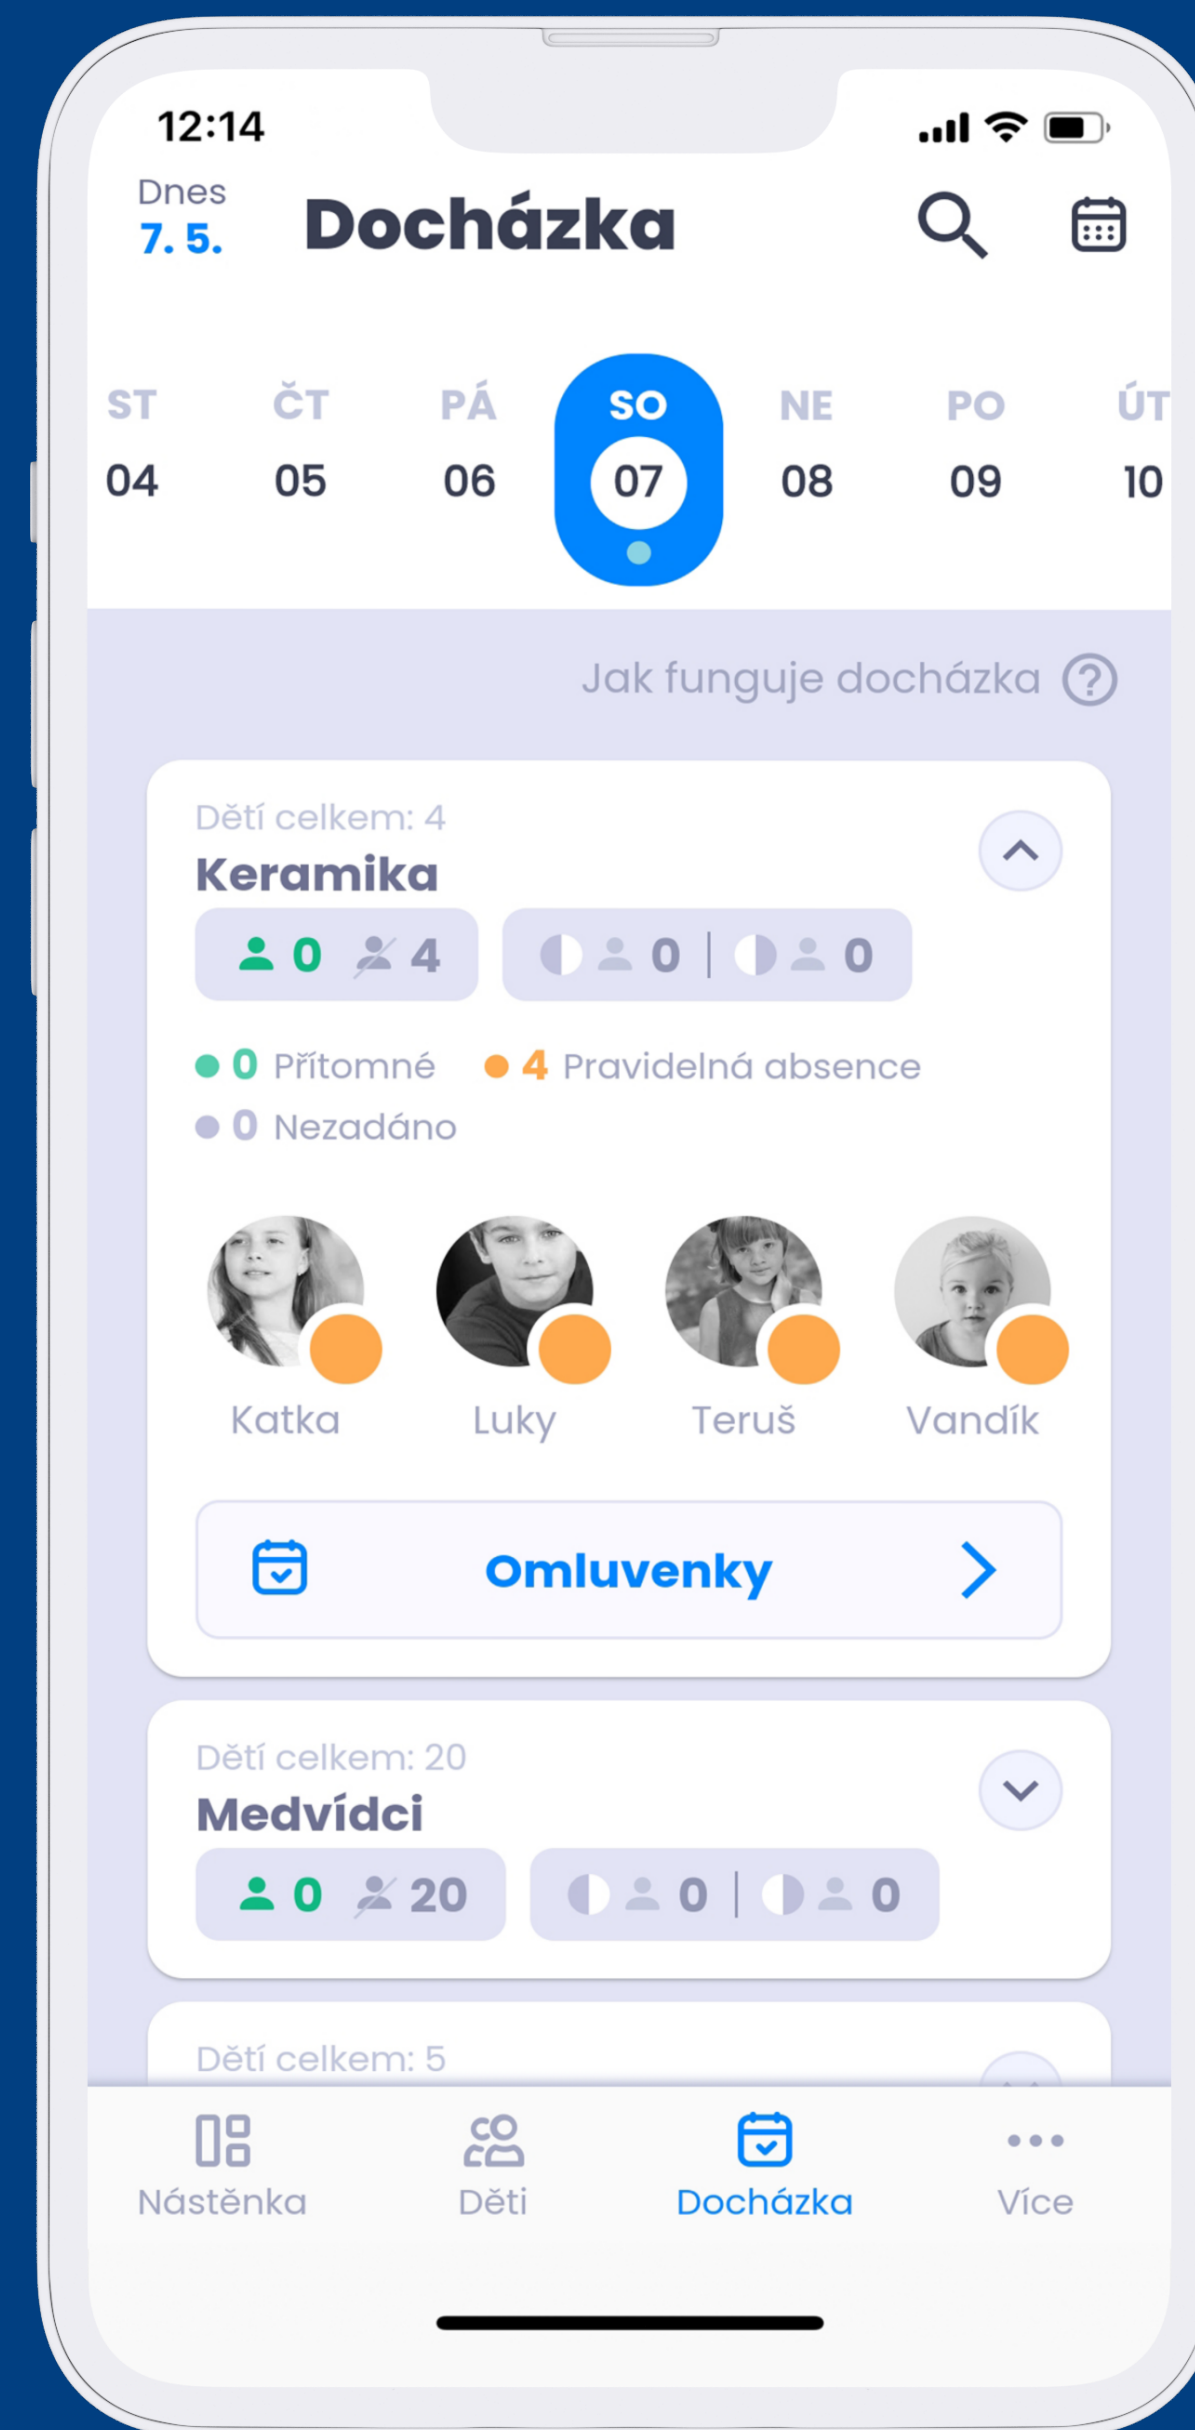 12:14
Dnes
7. 5.
Docházka
ST ČT PÁ SO NE PO ÚT
04 05 06 07 08 09 10
Jak funguje docházka ?
Dětí celkem: 4
Keramika
0 4 0 | 0
0 Přítomné 4 Pravidelná absence
0 Nezadáno
Katka Luky Teruš Vandík
Omluvenky
Dětí celkem: 20
Medvídci
0 20 0 | 0
Dětí celkem: 5
Nástěnka Děti Docházka Více